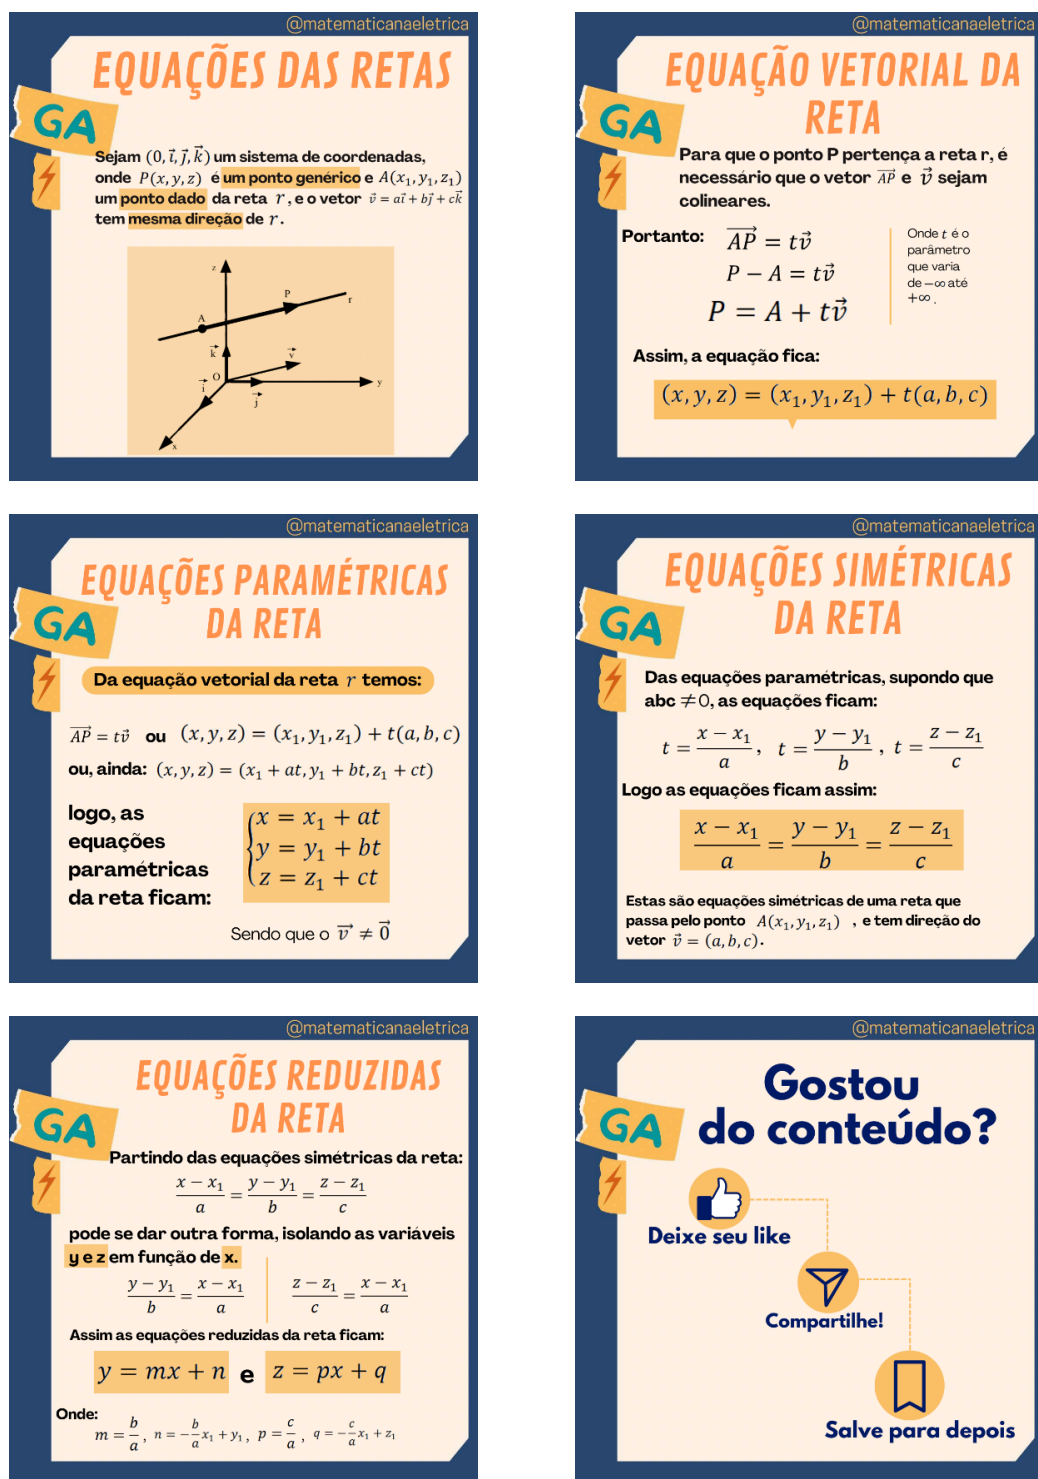 @matematicanaeletrica
EQUAÇÕES DAS RETAS
GA
Sejam (0, i⃗, j⃗, k⃗) um sistema de coordenadas,
onde P(x, y, z) é um ponto genérico e A(x₁, y₁, z₁)
um ponto dado da reta r, e o vetor v⃗ = ai⃗ + bj⃗ + ck⃗
tem mesma direção de r.
z
P
r
A
k⃗
v⃗
O
i⃗
y
j⃗
x
@matematicanaeletrica
EQUAÇÃO VETORIAL DA
RETA
GA
Para que o ponto P pertença a reta r, é
necessário que o vetor A͞P⃗ e v⃗ sejam
colineares.
Portanto: AP⃗ = tv⃗
P − A = tv⃗
P = A + tv⃗
Onde t é o
parâmetro
que varia
de −∞ até
+∞ .
Assim, a equação fica:
(x, y, z) = (x₁, y₁, z₁) + t(a, b, c)
@matematicanaeletrica
EQUAÇÕES PARAMÉTRICAS
DA RETA
GA
Da equação vetorial da reta r temos:
AP⃗ = tv⃗ ou (x, y, z) = (x₁, y₁, z₁) + t(a, b, c)
ou, ainda: (x, y, z) = (x₁ + at, y₁ + bt, z₁ + ct)
logo, as
equações
paramétricas
da reta ficam:
x = x₁ + at
y = y₁ + bt
z = z₁ + ct
Sendo que o v⃗ ≠ 0⃗
@matematicanaeletrica
EQUAÇÕES SIMÉTRICAS
DA RETA
GA
Das equações paramétricas, supondo que
abc ≠0, as equações ficam:
t = (x − x₁)/a , t = (y − y₁)/b , t = (z − z₁)/c
Logo as equações ficam assim:
(x − x₁)/a = (y − y₁)/b = (z − z₁)/c
Estas são equações simétricas de uma reta que
passa pelo ponto A(x₁, y₁, z₁) , e tem direção do
vetor v⃗ = (a, b, c).
@matematicanaeletrica
EQUAÇÕES REDUZIDAS
DA RETA
GA
Partindo das equações simétricas da reta:
(x − x₁)/a = (y − y₁)/b = (z − z₁)/c
pode se dar outra forma, isolando as variáveis
y e z em função de x.
(y − y₁)/b = (x − x₁)/a
(z − z₁)/c = (x − x₁)/a
Assim as equações reduzidas da reta ficam:
y = mx + n e z = px + q
Onde:
m = b/a , n = −(b/a)x₁ + y₁ , p = c/a , q = −(c/a)x₁ + z₁
@matematicanaeletrica
Gostou
do conteúdo?
GA
Deixe seu like
Compartilhe!
Salve para depois